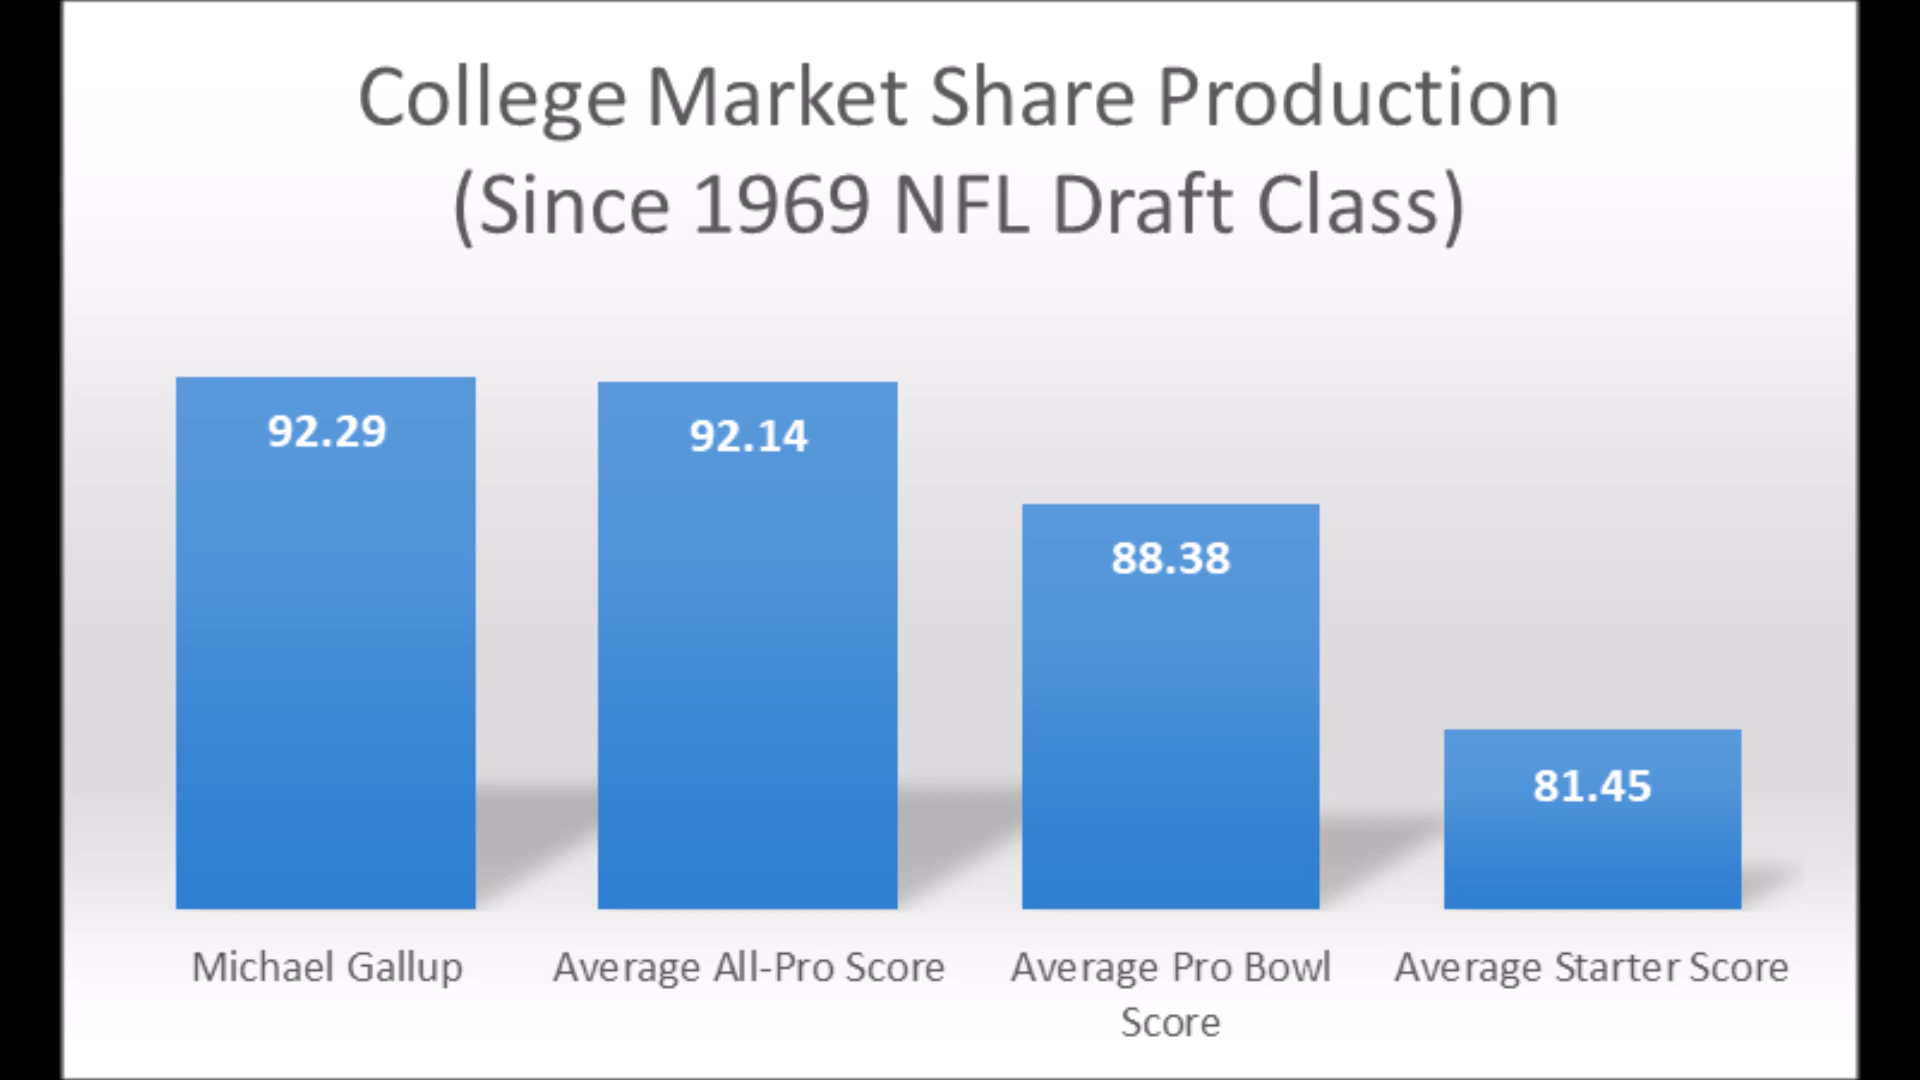 College Market Share Production
(Since 1969 NFL Draft Class)
92.29
92.14
88.38
81.45
Michael Gallup
Average All-Pro Score
Average Pro Bowl
Score
Average Starter Score